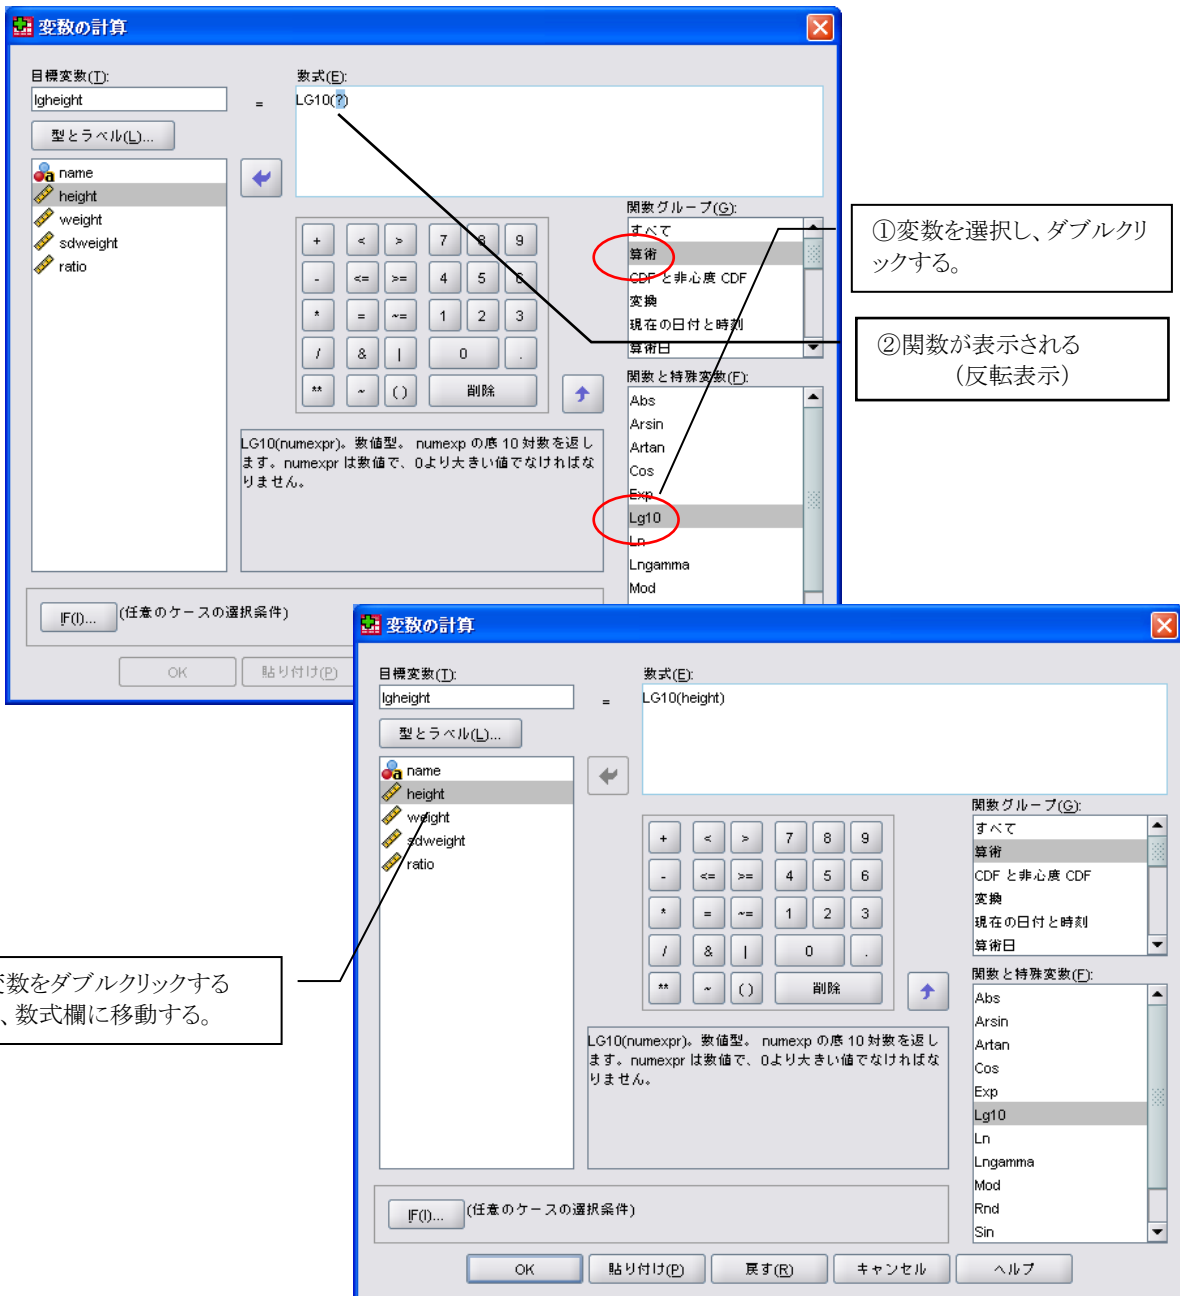 変数の計算
目標変数(T):
lgheight
=
数式(E):
LG10(?)
型とラベル(L)...
name
height
weight
sdweight
ratio
+ < > 7 8 9
- <= >= 4 5 6
* = ~= 1 2 3
/ & | 0 .
** ~ ( ) 削除
関数グループ(G):
すべて
算術
CDF と非心度 CDF
変換
現在の日付と時刻
算術日
関数と特殊変数(F):
Abs
Arsin
Artan
Cos
Exp
Lg10
Ln
Lngamma
Mod
LG10(numexpr)。数値型。 numexp の底 10 対数を返し
ます。numexpr は数値で、0より大きい値でなければな
りません。
IF(I)... (任意のケースの選択条件)
OK 貼り付け(P)
①変数を選択し、ダブルクリ
ックする。
②関数が表示される
(反転表示)
変数の計算
目標変数(T):
lgheight
=
数式(E):
LG10(height)
型とラベル(L)...
name
height
weight
sdweight
ratio
+ < > 7 8 9
- <= >= 4 5 6
* = ~= 1 2 3
/ & | 0 .
** ~ ( ) 削除
関数グループ(G):
すべて
算術
CDF と非心度 CDF
変換
現在の日付と時刻
算術日
関数と特殊変数(F):
Abs
Arsin
Artan
Cos
Exp
Lg10
Ln
Lngamma
Mod
Rnd
Sin
LG10(numexpr)。数値型。 numexp の底 10 対数を返し
ます。numexpr は数値で、0より大きい値でなければな
りません。
IF(I)... (任意のケースの選択条件)
OK 貼り付け(P) 戻す(R) キャンセル ヘルプ
変数をダブルクリックする
、数式欄に移動する。